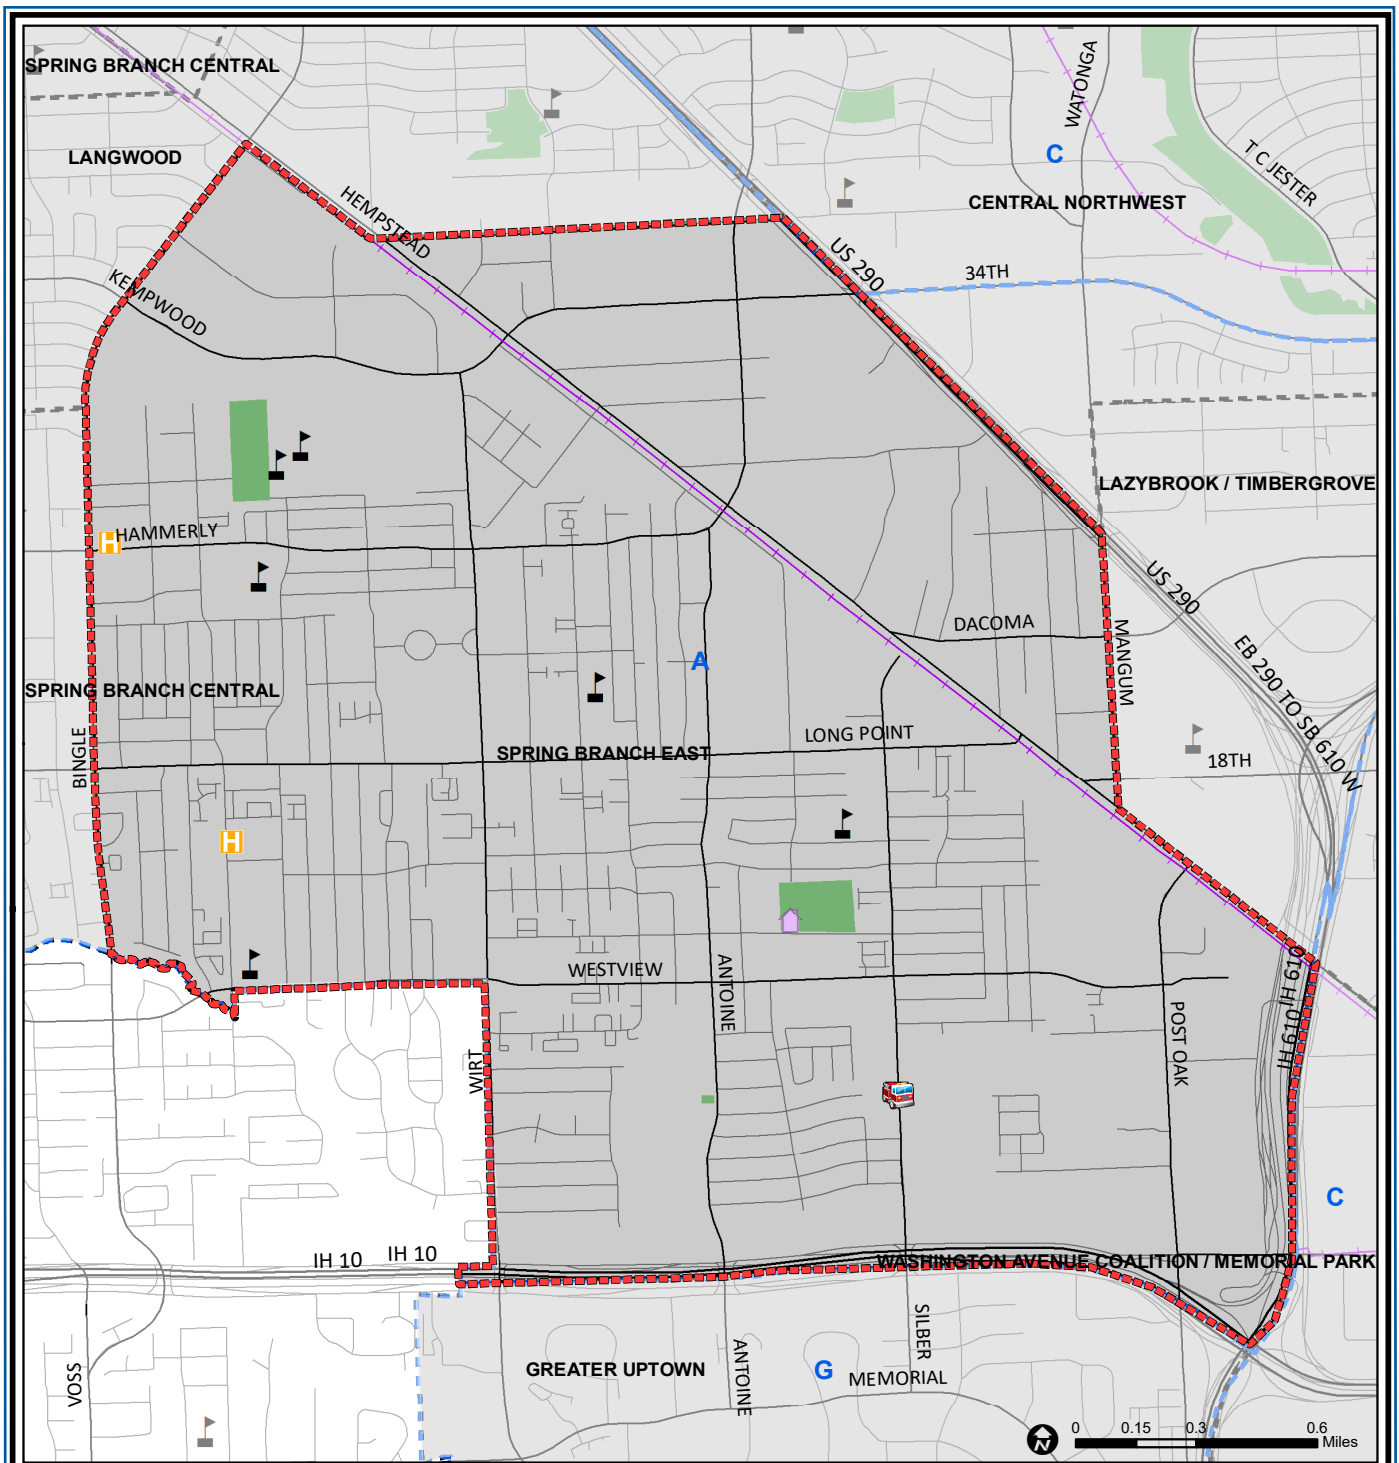 SPRING BRANCH CENTRAL
WATONGA
LANGWOOD
C
T C JESTER
HEMPSTEAD
CENTRAL NORTHWEST
US 290
34TH
KEMPWOOD
LAZYBROOK / TIMBERGROVE
HAMMERLY
H
US 290
DACOMA
MANGUM
EB 290 TO SB 610 W
A
SPRING BRANCH CENTRAL
BINGLE
SPRING BRANCH EAST
LONG POINT
18TH
H
WESTVIEW
ANTOINE
IH 610
IH 610
POST OAK
WIRT
C
IH 10
IH 10
WASHINGTON AVENUE COALITION / MEMORIAL PARK
SILBER
VOSS
GREATER UPTOWN
ANTOINE
G
MEMORIAL
N
0 0.15 0.3 0.6
Miles